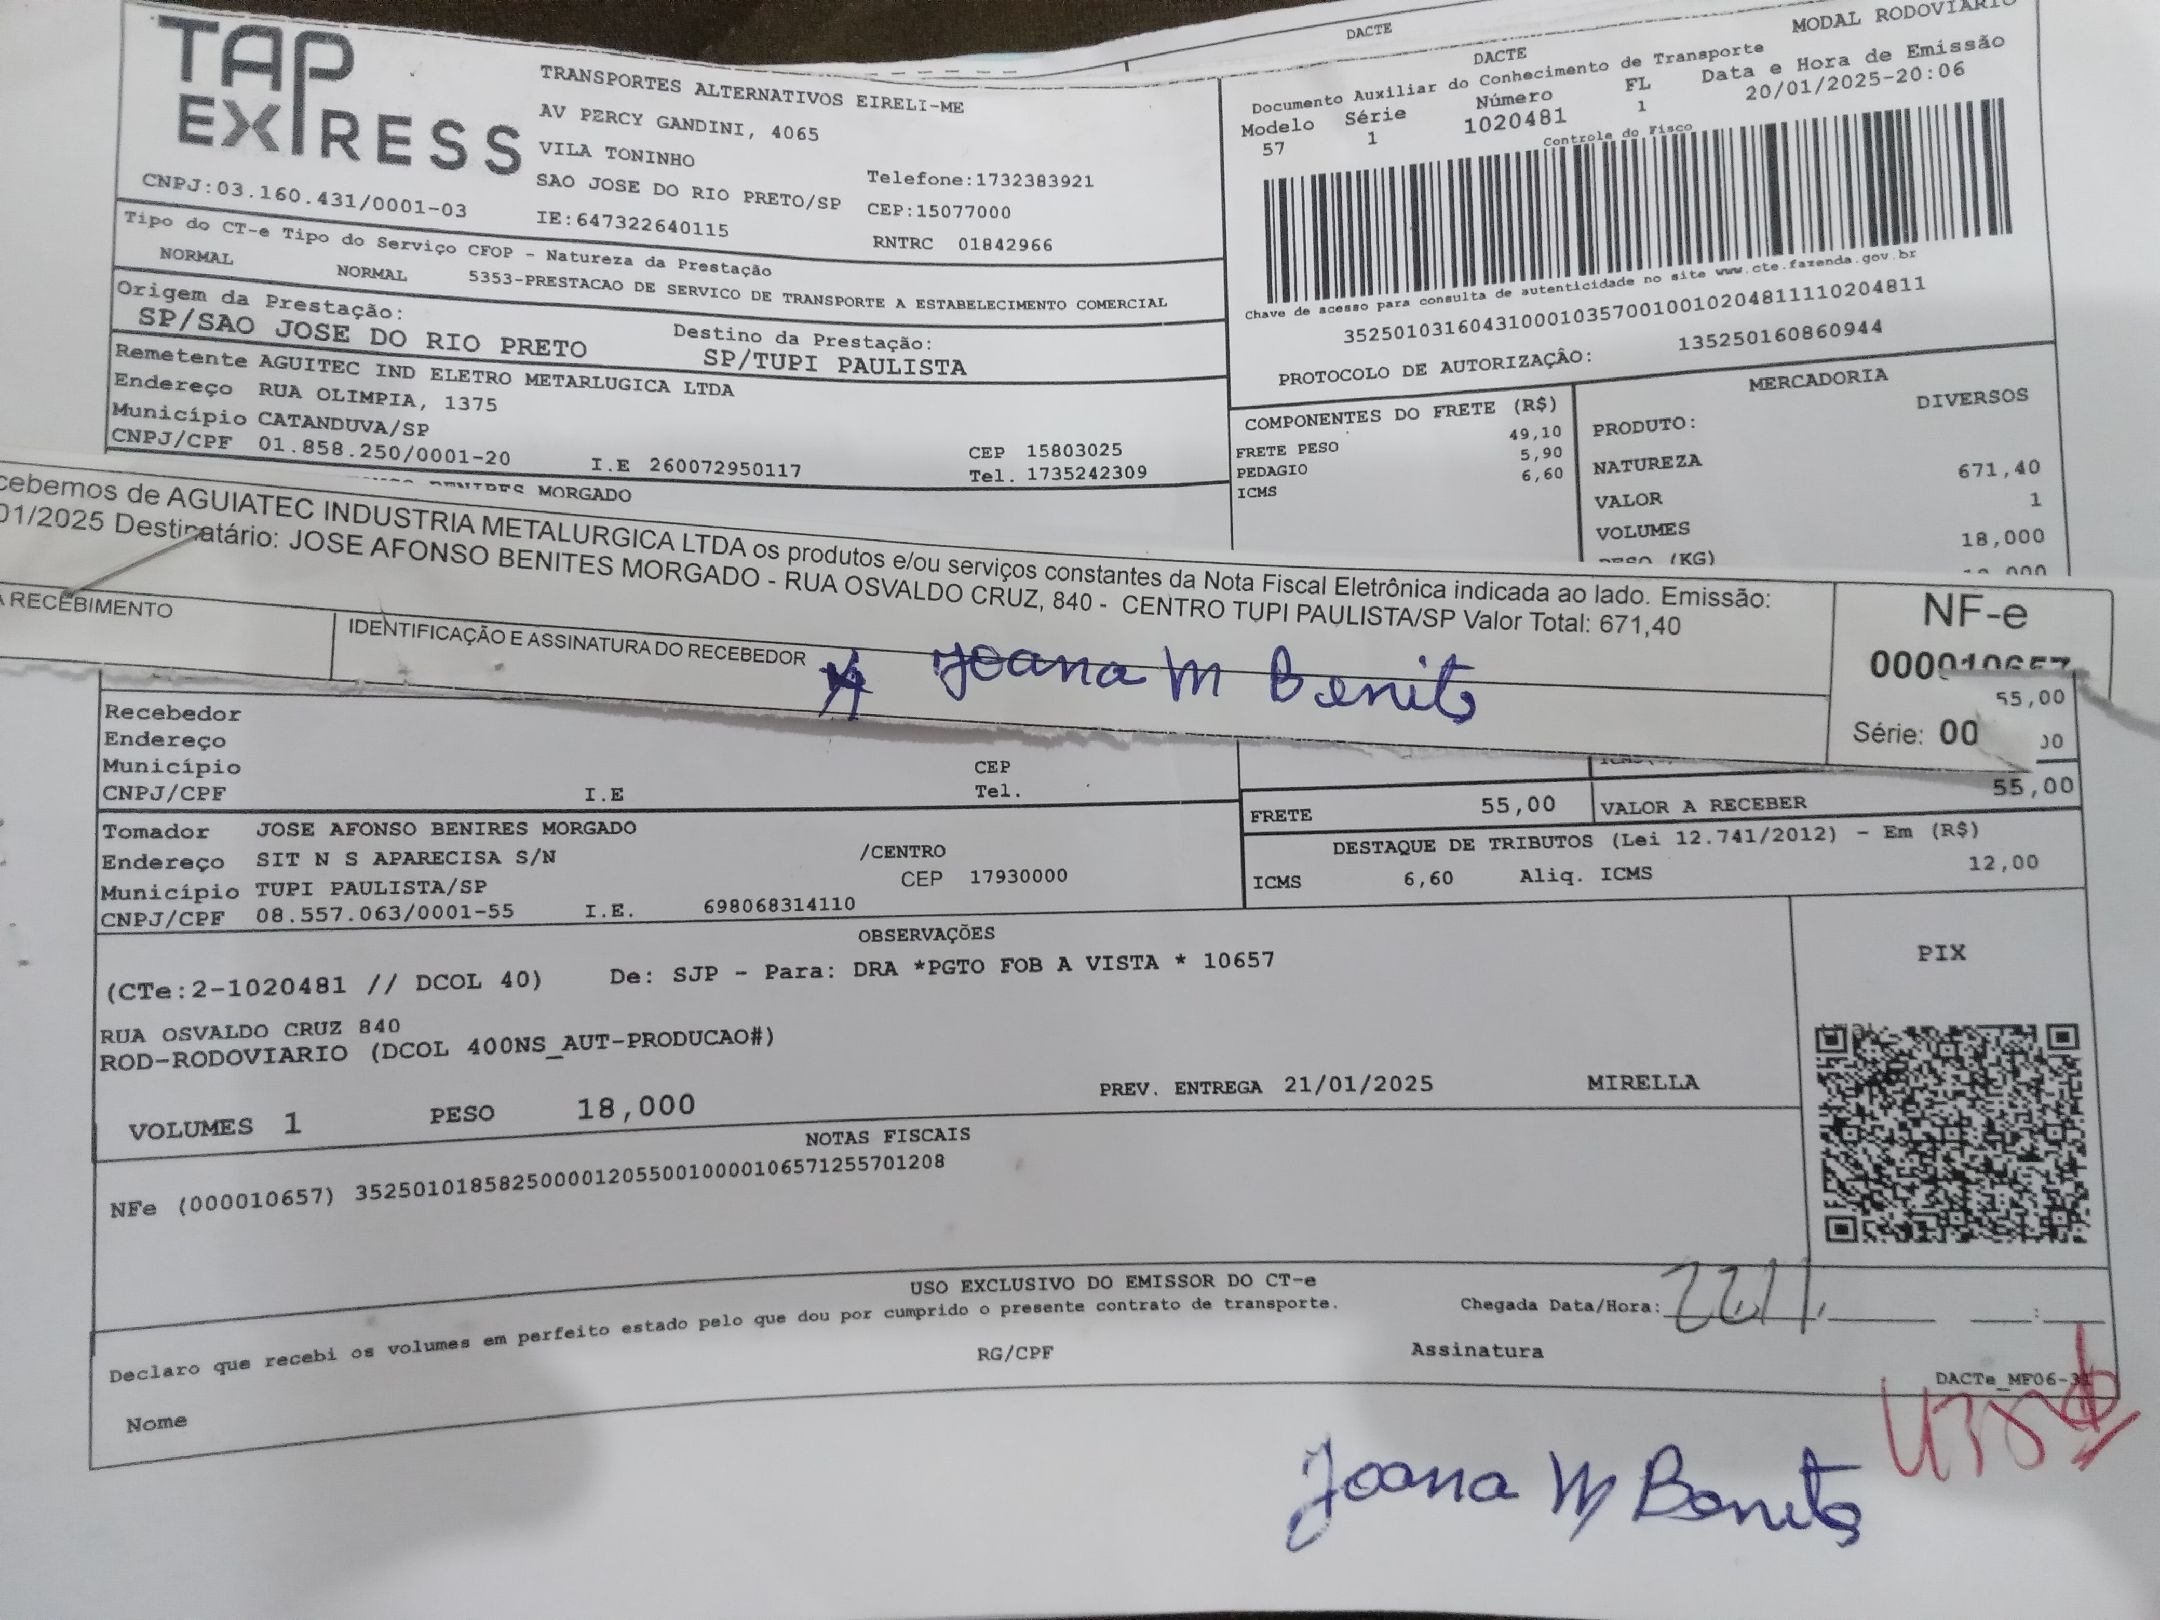 DACTE
TAP EXPRESS
TRANSPORTES ALTERNATIVOS EIRELI-ME
AV PERCY GANDINI, 4065
VILA TONINHO
SAO JOSE DO RIO PRETO/SP
Telefone:1732383921
CEP:15077000
CNPJ:03.160.431/0001-03
IE:647322640115
RNTRC 01842966
DACTE
MODAL RODOVIARIO
Documento Auxiliar do Conhecimento de Transporte
Modelo Série Número FL Data e Hora de Emissão
57 1 1020481 1 20/01/2025-20:06
Controle do Fisco
Chave de acesso para consulta de autenticidade no site www.cte.fazenda.gov.br
35250103160431000103570010010204811110204811
PROTOCOLO DE AUTORIZAÇÂO: 135250160860944
Tipo do CT-e Tipo do Serviço CFOP - Natureza da Prestação
NORMAL NORMAL 5353-PRESTACAO DE SERVICO DE TRANSPORTE A ESTABELECIMENTO COMERCIAL
Origem da Prestação:
SP/SAO JOSE DO RIO PRETO
Destino da Prestação:
SP/TUPI PAULISTA
Remetente AGUITEC IND ELETRO METARLUGICA LTDA
Endereço RUA OLIMPIA, 1375
Município CATANDUVA/SP CEP 15803025
CNPJ/CPF 01.858.250/0001-20 I.E 260072950117 Tel. 1735242309
MORGADO
COMPONENTES DO FRETE (R$)
FRETE PESO 49,10
PEDAGIO 5,90
ICMS 6,60
MERCADORIA
PRODUTO: DIVERSOS
NATUREZA
VALOR 671,40
VOLUMES 1
(KG) 18,000
cebemos de AGUIATEC INDUSTRIA METALURGICA LTDA os produtos e/ou serviços constantes da Nota Fiscal Eletrônica indicada ao lado. Emissão:
01/2025 Destinatário: JOSE AFONSO BENITES MORGADO - RUA OSVALDO CRUZ, 840 - CENTRO TUPI PAULISTA/SP Valor Total: 671,40
A RECEBIMENTO
IDENTIFICAÇÃO E ASSINATURA DO RECEBEDOR
Joana M Benits
NF-e
000010657
Série: 00
55,00
Recebedor
Endereço
Município CEP
CNPJ/CPF I.E Tel.
FRETE 55,00 VALOR A RECEBER 55,00
Tomador JOSE AFONSO BENIRES MORGADO
Endereço SIT N S APARECISA S/N /CENTRO
Município TUPI PAULISTA/SP CEP 17930000
CNPJ/CPF 08.557.063/0001-55 I.E. 698068314110
DESTAQUE DE TRIBUTOS (Lei 12.741/2012) - Em (R$)
ICMS 6,60 Aliq. ICMS 12,00
OBSERVAÇÕES
(CTe:2-1020481 // DCOL 40) De: SJP - Para: DRA *PGTO FOB A VISTA * 10657
RUA OSVALDO CRUZ 840
ROD-RODOVIARIO (DCOL 400NS_AUT-PRODUCAO#)
PREV. ENTREGA 21/01/2025 MIRELLA
VOLUMES 1 PESO 18,000
PIX
NOTAS FISCAIS
NFe (000010657) 35250101858250000120550010000106571255701208
USO EXCLUSIVO DO EMISSOR DO CT-e
Declaro que recebi os volumes em perfeito estado pelo que dou por cumprido o presente contrato de transporte.
Chegada Data/Hora: 22/1
RG/CPF
Assinatura
Nome
DACTe_MF06-31
Joana M Benits